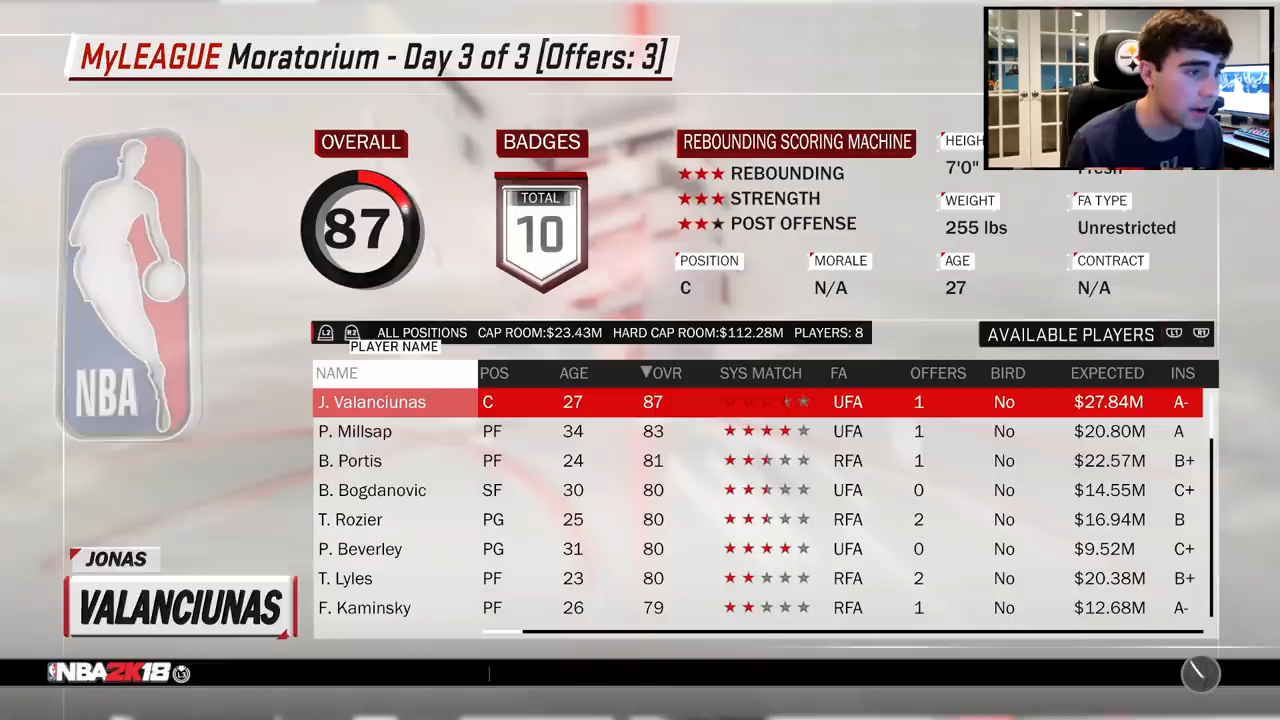 MyLEAGUE Moratorium - Day 3 of 3 [Offers: 3]
OVERALL
87
BADGES
TOTAL
10
REBOUNDING SCORING MACHINE
★★★ REBOUNDING
★★★ STRENGTH
★★★ POST OFFENSE
POSITION
C
MORALE
N/A
7'0"
WEIGHT
255 lbs
FA TYPE
Unrestricted
AGE
27
CONTRACT
N/A
L2 R2 ALL POSITIONS CAP ROOM:$23.43M HARD CAP ROOM:$112.28M PLAYERS: 8
PLAYER NAME
AVAILABLE PLAYERS L1 R1
NAME POS AGE ▼OVR SYS MATCH FA OFFERS BIRD EXPECTED INS
J. Valanciunas C 27 87 UFA 1 No $27.84M A-
P. Millsap PF 34 83 ★★★★★ UFA 1 No $20.80M A
B. Portis PF 24 81 ★★★★★ RFA 1 No $22.57M B+
B. Bogdanovic SF 30 80 ★★★★★ UFA 0 No $14.55M C+
T. Rozier PG 25 80 ★★★★★ RFA 2 No $16.94M B
P. Beverley PG 31 80 ★★★★★ UFA 0 No $9.52M C+
T. Lyles PF 23 80 ★★★★★ RFA 2 No $20.38M B+
F. Kaminsky PF 26 79 ★★★★★ RFA 1 No $12.68M A-
NBA
JONAS
VALANCIUNAS
NBA2K18